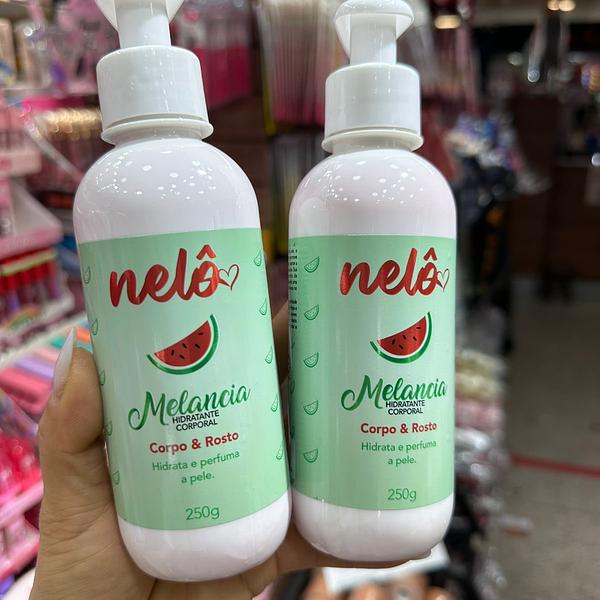 nelô
Melancia
HIDRATANTE
CORPORAL
Corpo & Rosto
Hidrata e perfuma
a pele.
250g
nelô
Melancia
HIDRATANTE
CORPORAL
Corpo & Rosto
Hidrata e perfuma
a pele.
250g